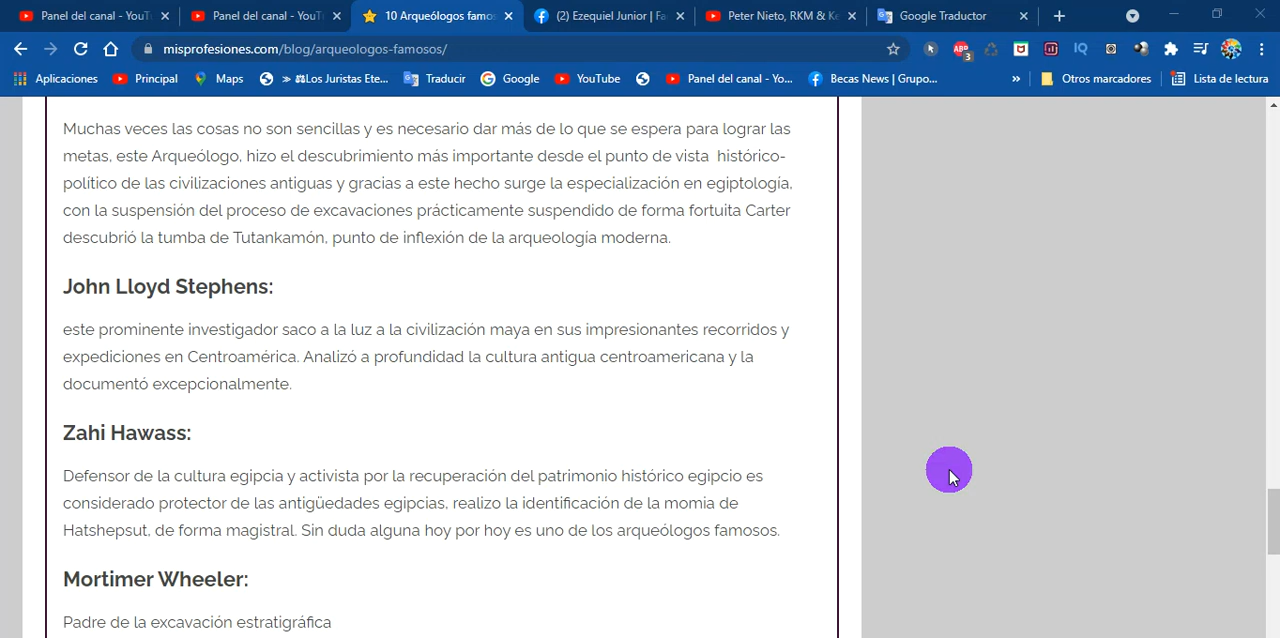 Panel del canal - YouT
Panel del canal - YouT
10 Arqueólogos famos
(2) Ezequiel Junior | Fa
Peter Nieto, RKM & Ke
Google Traductor
misprofesiones.com/blog/arqueologos-famosos/
ABP
3
IQ
Aplicaciones
Principal
Maps
» ⚖Los Juristas Ete...
Traducir
Google
YouTube
Panel del canal - Yo...
Becas News | Grupo...
»
Otros marcadores
Lista de lectura
Muchas veces las cosas no son sencillas y es necesario dar más de lo que se espera para lograr las
metas, este Arqueólogo, hizo el descubrimiento más importante desde el punto de vista histórico-
político de las civilizaciones antiguas y gracias a este hecho surge la especialización en egiptología,
con la suspensión del proceso de excavaciones prácticamente suspendido de forma fortuita Carter
descubrió la tumba de Tutankamón, punto de inflexión de la arqueología moderna.
John Lloyd Stephens:
este prominente investigador saco a la luz a la civilización maya en sus impresionantes recorridos y
expediciones en Centroamérica. Analizó a profundidad la cultura antigua centroamericana y la
documentó excepcionalmente.
Zahi Hawass:
Defensor de la cultura egipcia y activista por la recuperación del patrimonio histórico egipcio es
considerado protector de las antigüedades egipcias, realizo la identificación de la momia de
Hatshepsut, de forma magistral. Sin duda alguna hoy por hoy es uno de los arqueólogos famosos.
Mortimer Wheeler:
Padre de la excavación estratigráfica